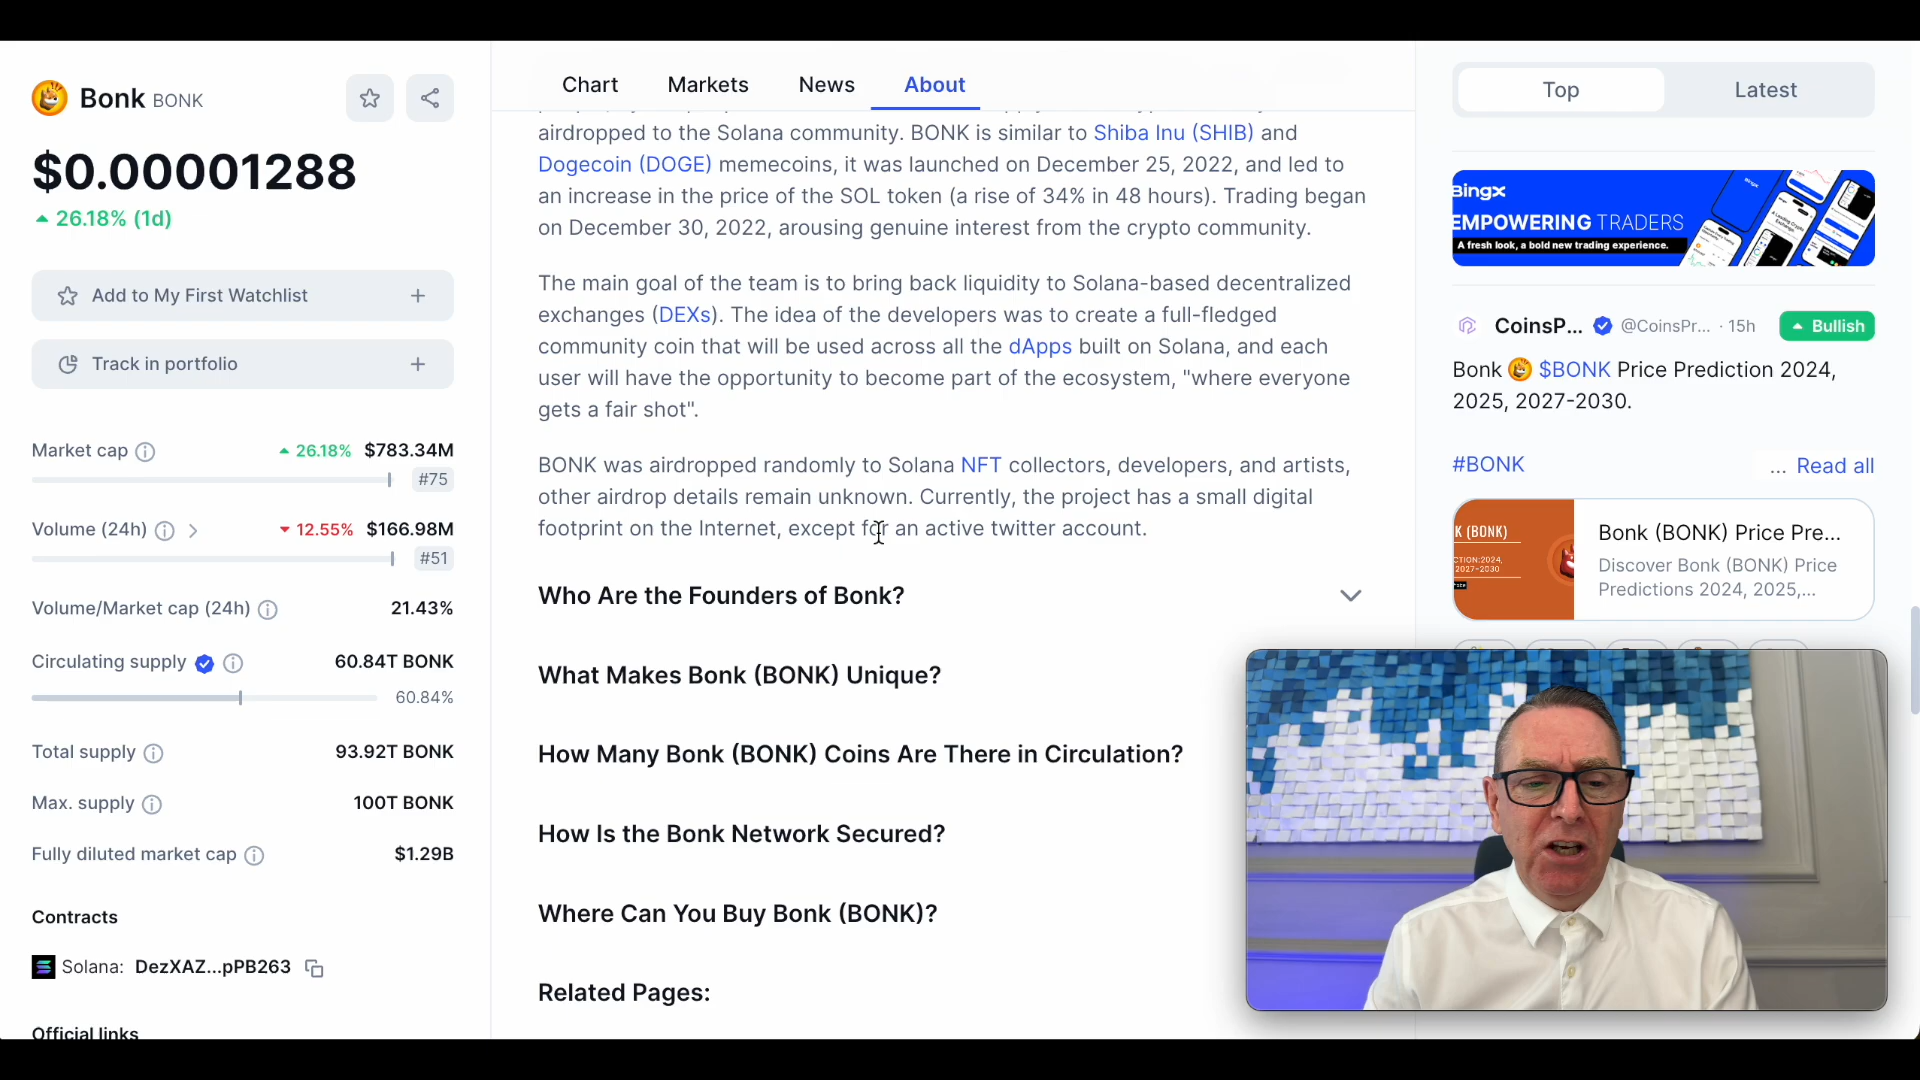 Bonk BONK
$0.00001288
26.18% (1d)
Add to My First Watchlist
Track in portfolio
Market cap 26.18% $783.34M
#75
Volume (24h) 12.55% $166.98M
#51
Volume/Market cap (24h) 21.43%
Circulating supply 60.84T BONK
60.84%
Total supply 93.92T BONK
Max. supply 100T BONK
Fully diluted market cap $1.29B
Contracts
Solana: DezXAZ...pPB263
Official links
Chart Markets News About
airdropped to the Solana community. BONK is similar to Shiba Inu (SHIB) and
Dogecoin (DOGE) memecoins, it was launched on December 25, 2022, and led to
an increase in the price of the SOL token (a rise of 34% in 48 hours). Trading began
on December 30, 2022, arousing genuine interest from the crypto community.
The main goal of the team is to bring back liquidity to Solana-based decentralized
exchanges (DEXs). The idea of the developers was to create a full-fledged
community coin that will be used across all the dApps built on Solana, and each
user will have the opportunity to become part of the ecosystem, "where everyone
gets a fair shot".
BONK was airdropped randomly to Solana NFT collectors, developers, and artists,
other airdrop details remain unknown. Currently, the project has a small digital
footprint on the Internet, except for an active twitter account.
Who Are the Founders of Bonk?
What Makes Bonk (BONK) Unique?
How Many Bonk (BONK) Coins Are There in Circulation?
How Is the Bonk Network Secured?
Where Can You Buy Bonk (BONK)?
Related Pages:
Top Latest
Bingx
EMPOWERING TRADERS
A fresh look, a bold new trading experience.
CoinsP... @CoinsPr... · 15h Bullish
Bonk $BONK Price Prediction 2024,
2025, 2027-2030.
#BONK ... Read all
K (BONK)
CTION:2024,
2027-2030
Bonk (BONK) Price Pre...
Discover Bonk (BONK) Price
Predictions 2024, 2025,...